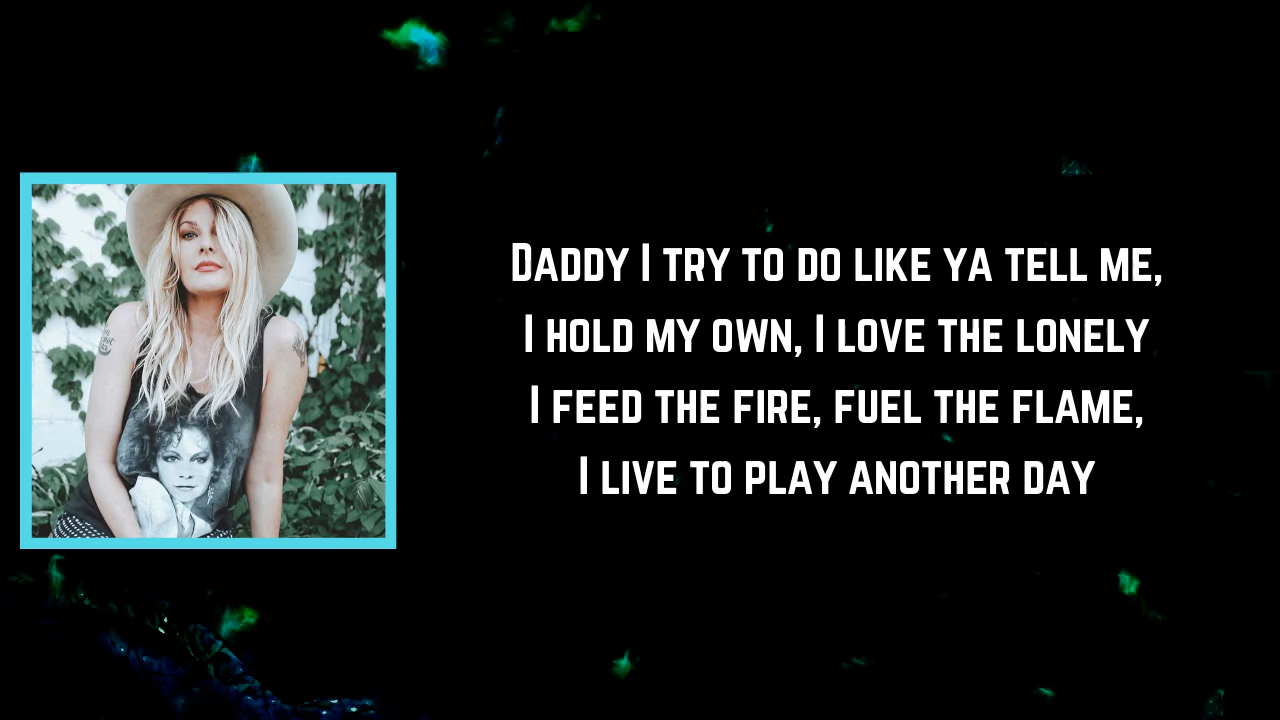 Daddy I try to do like ya tell me,
I hold my own, I love the lonely
I feed the fire, fuel the flame,
I live to play another day